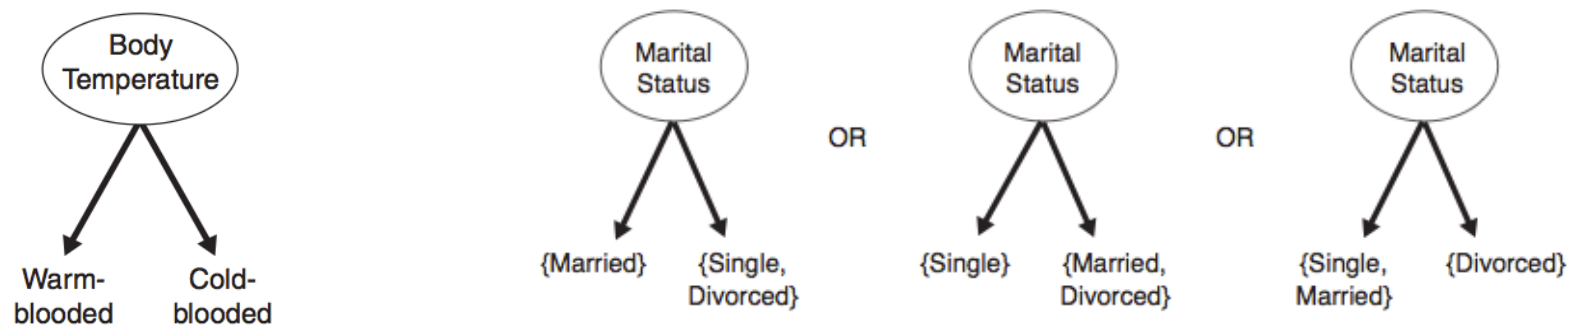 Body
Temperature
Warm-
blooded
Cold-
blooded
Marital
Status
{Married}
{Single,
Divorced}
OR
Marital
Status
{Single}
{Married,
Divorced}
OR
Marital
Status
{Single,
Married}
{Divorced}